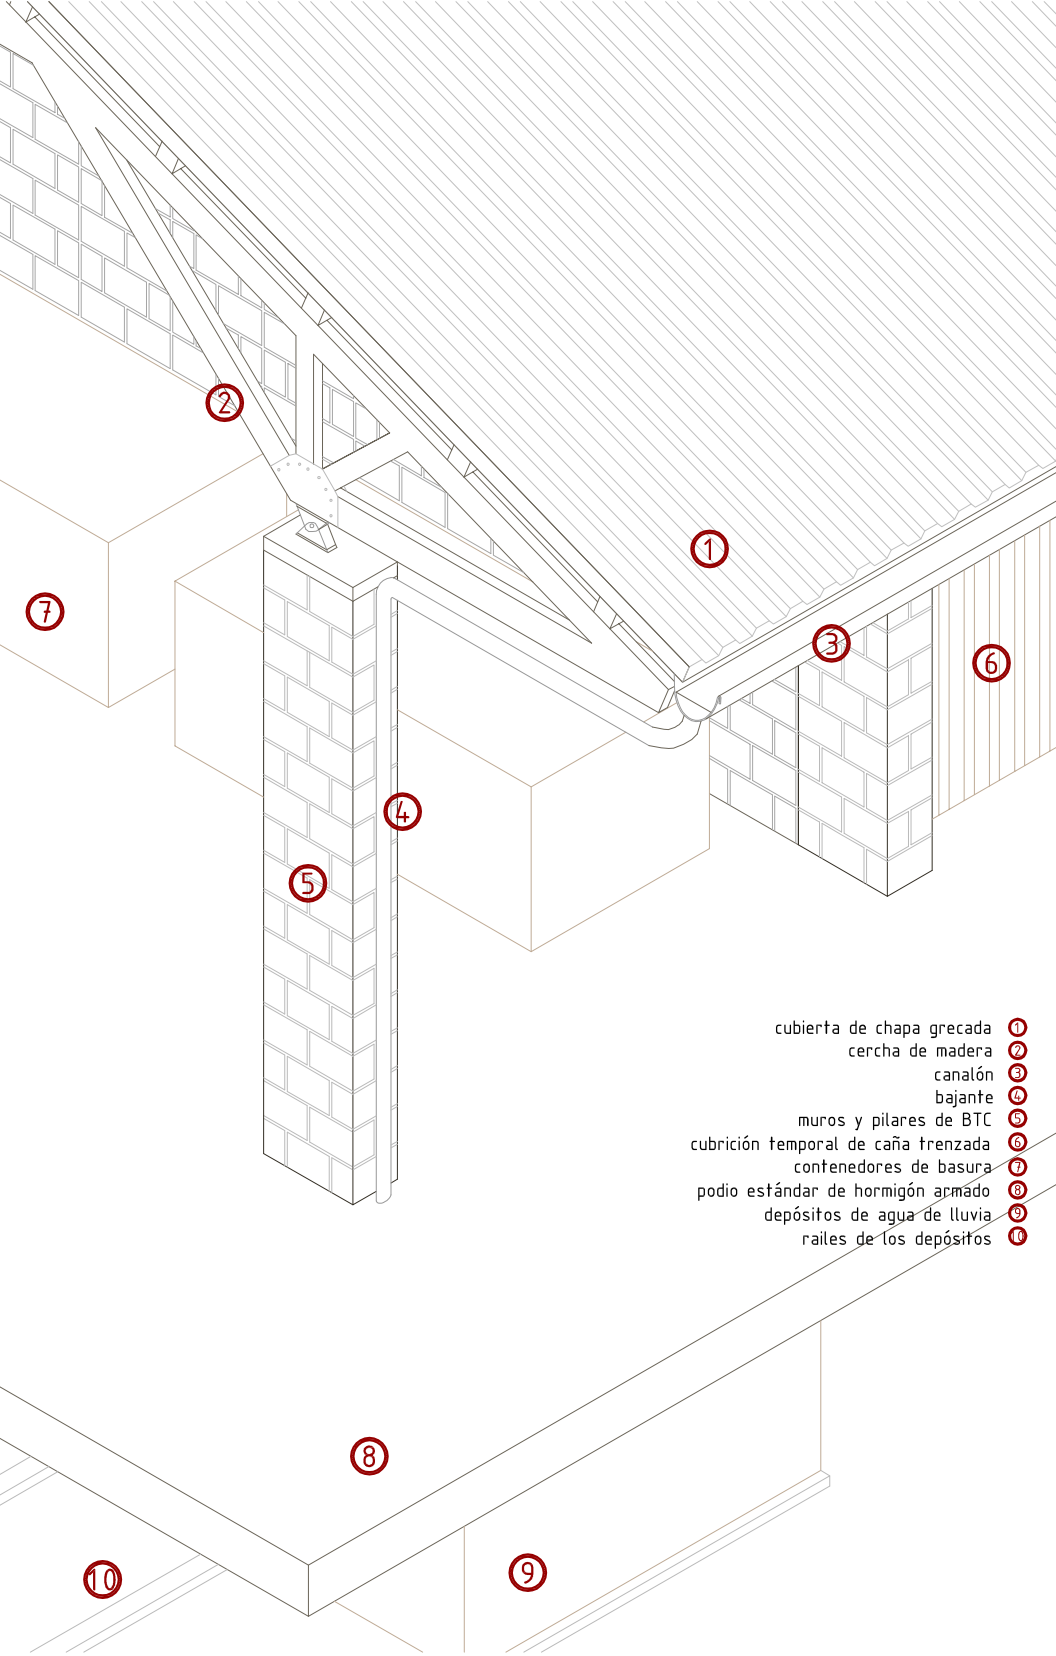 2
1
7
3
6
4
5
cubierta de chapa grecada 1
cercha de madera 2
canalón 3
bajante 4
muros y pilares de BTC 5
cubrición temporal de caña trenzada 6
contenedores de basura 7
podio estándar de hormigón armado 8
depósitos de agua de lluvia 9
railes de los depósitos 10
8
10
9